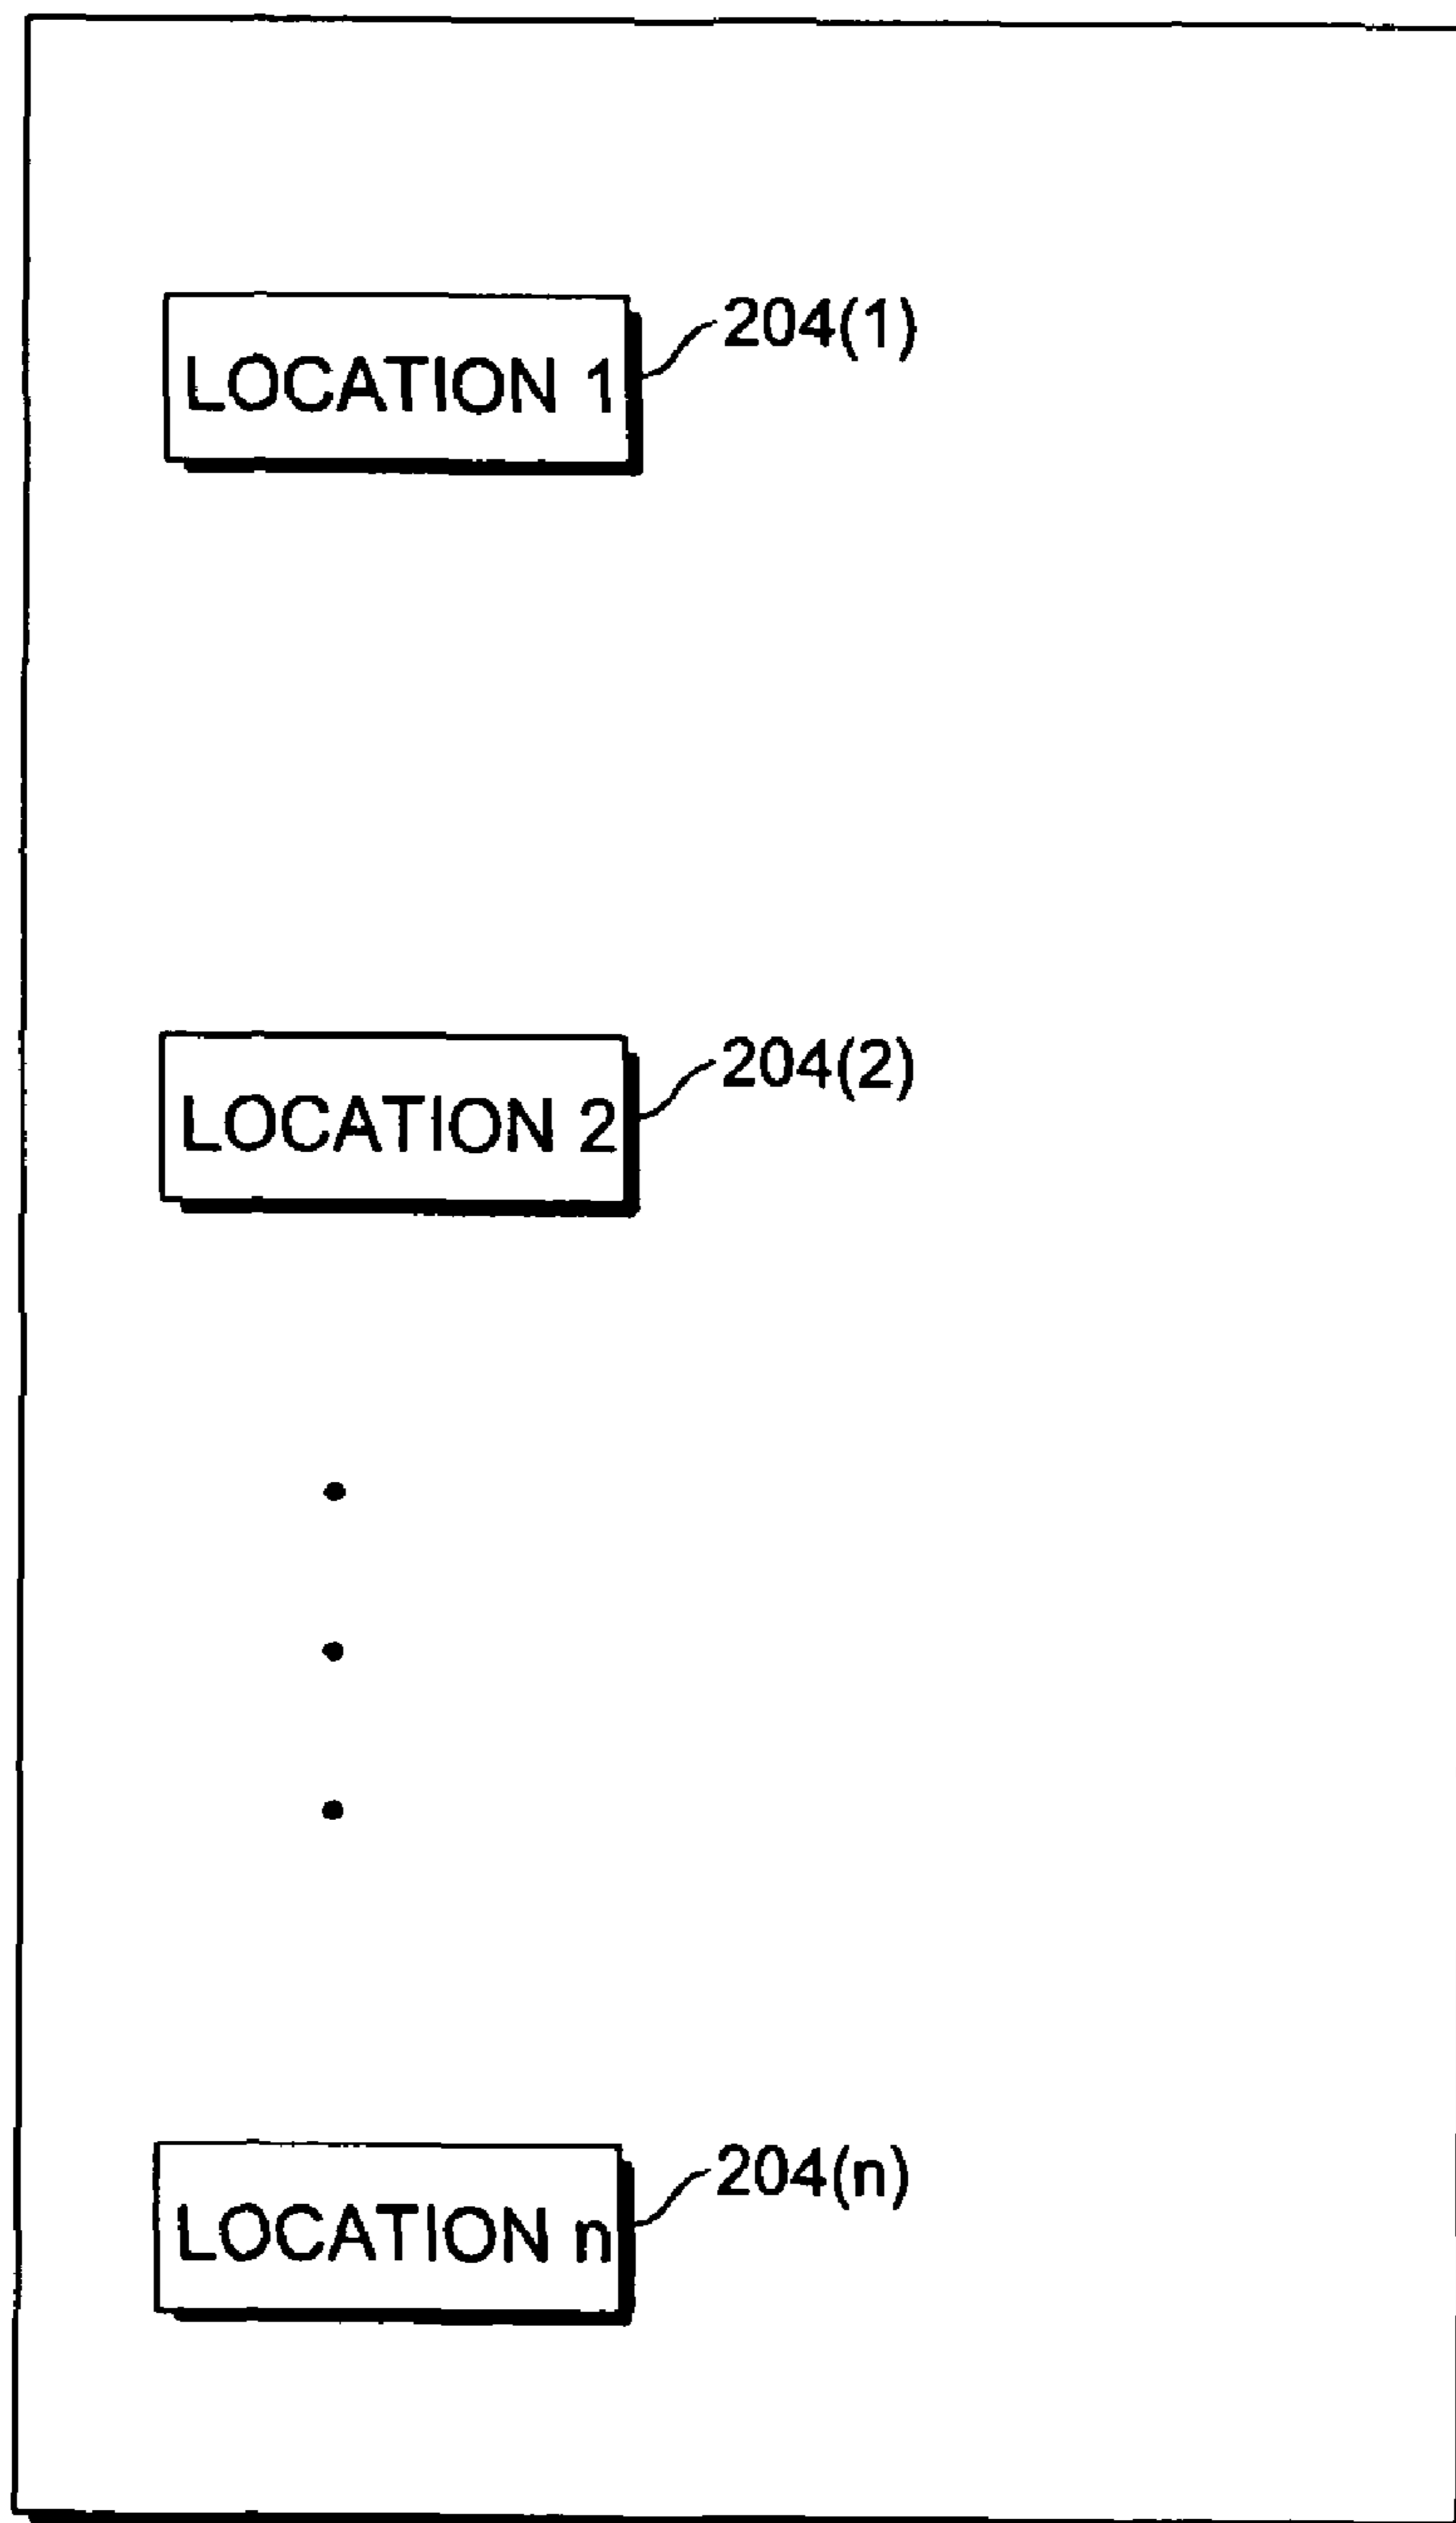 204(1)
LOCATION 1
204(2)
LOCATION 2
204(n)
LOCATION n